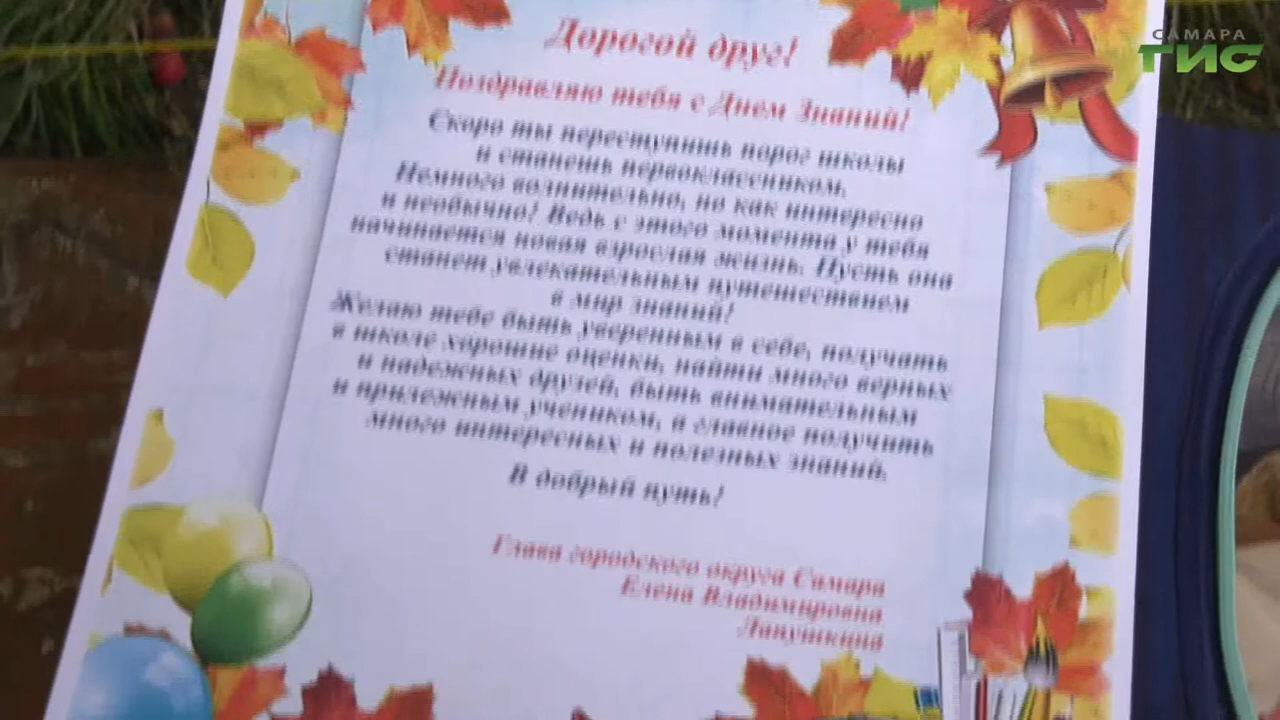 САМАРА
ТИС
Дорогой друг!
Поздравляю тебя с Днем Знаний!
Скоро ты переступишь порог школы
и станешь первоклассником.
Немного волнительно, но как интересно
и необычно! Ведь с этого момента у тебя
начинается новая взрослая жизнь. Пусть она
станет увлекательным путешествием
в мир знаний!
Желаю тебе быть уверенным в себе, получать
в школе хорошие оценки, найти много верных
и надежных друзей, быть внимательным
и прилежным учеником, а главное получить
много интересных и полезных знаний.
В добрый путь!
Глава городского округа Самара
Елена Владимировна
Лапушкина